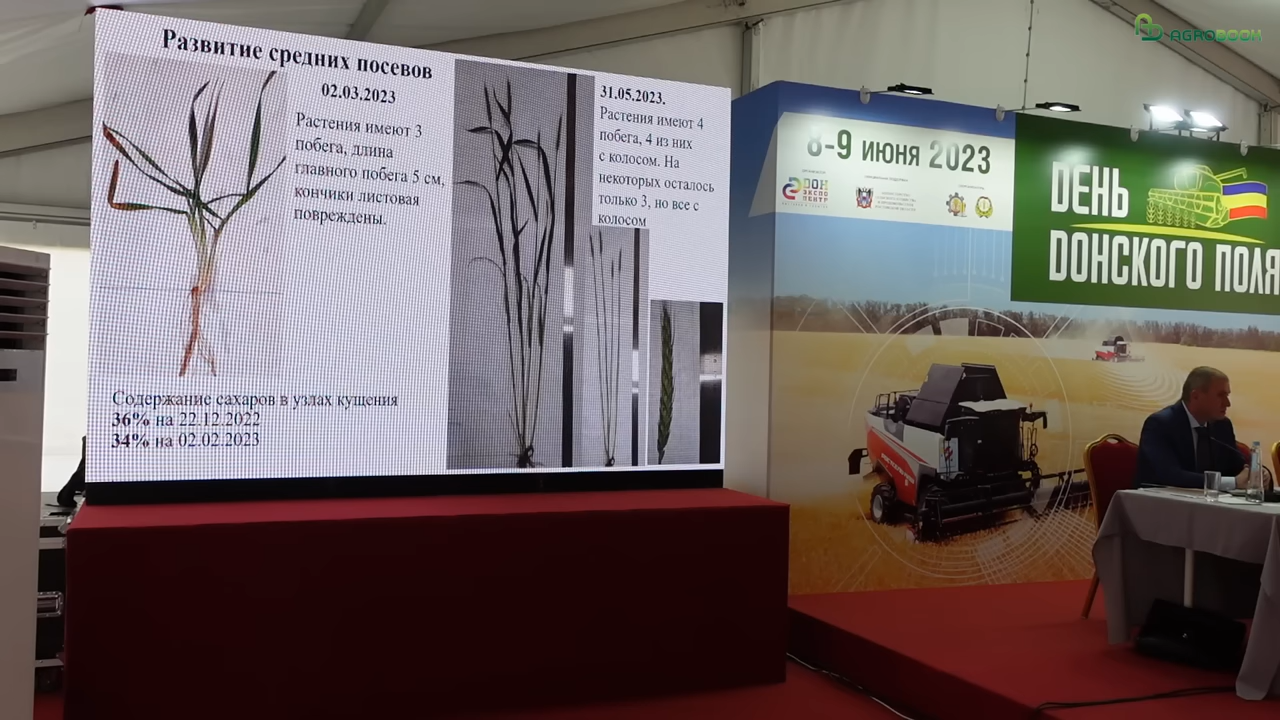 Развитие средних посевов
02.03.2023
Растения имеют 3
побега, длина
главного побега 5 см,
кончики листовая
повреждены.
Содержание сахаров в узлах кущения
36% на 22.12.2022
34% на 02.02.2023
31.05.2023.
Растения имеют 4
побега, 4 из них
с колосом. На
некоторых осталось
только 3, но все с
колосом
8-9 июня 2023
ДОН
ЭКСПО
ЦЕНТР
ДЕНЬ
ДОНСКОГО ПОЛЯ
AGROBOOM